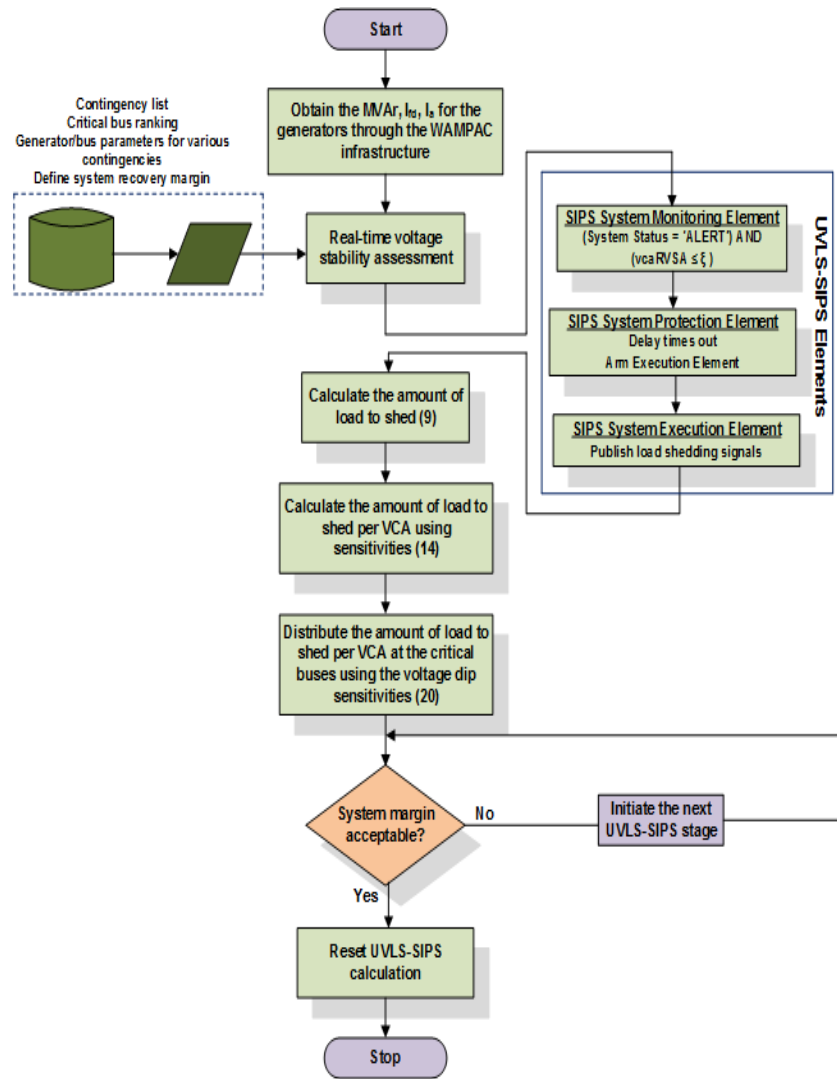 Start
Obtain the MVAr, Ifd, Ia for the
generators through the WAMPAC
infrastructure
Contingency list
Critical bus ranking
Generator/bus parameters for various
contingencies
Define system recovery margin
Real-time voltage
stability assessment
UVLS-SIPS Elements
SIPS System Monitoring Element
(System Status = 'ALERT') AND
(vcaRVSA ≤ ξ )
SIPS System Protection Element
Delay times out
Arm Execution Element
SIPS System Execution Element
Publish load shedding signals
Calculate the amount of
load to shed (9)
Calculate the amount of load to
shed per VCA using
sensitivities (14)
Distribute the amount of load to
shed per VCA at the critical
buses using the voltage dip
sensitivities (20)
System margin
acceptable?
No
Initiate the next
UVLS-SIPS stage
Yes
Reset UVLS-SIPS
calculation
Stop